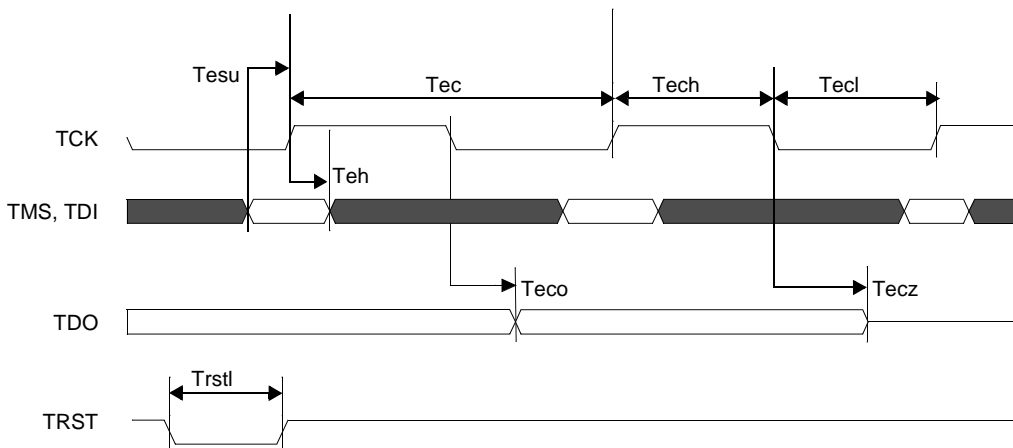 Tesu
Tec
Tech
Tecl
TCK
Teh
TMS, TDI
Teco
Tecz
TDO
Trstl
TRST